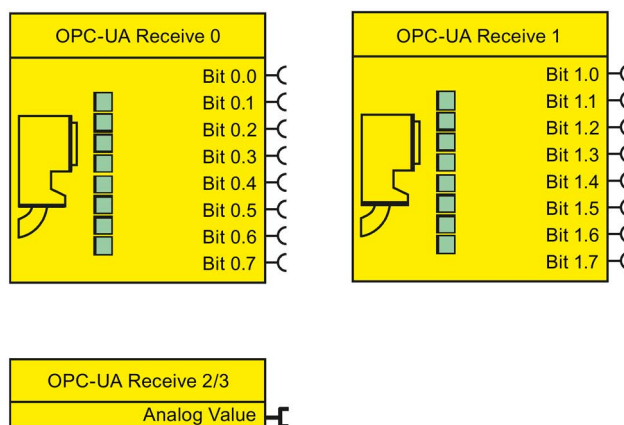 OPC-UA Receive 0
Bit 0.0
Bit 0.1
Bit 0.2
Bit 0.3
Bit 0.4
Bit 0.5
Bit 0.6
Bit 0.7
OPC-UA Receive 1
Bit 1.0
Bit 1.1
Bit 1.2
Bit 1.3
Bit 1.4
Bit 1.5
Bit 1.6
Bit 1.7
OPC-UA Receive 2/3
Analog Value